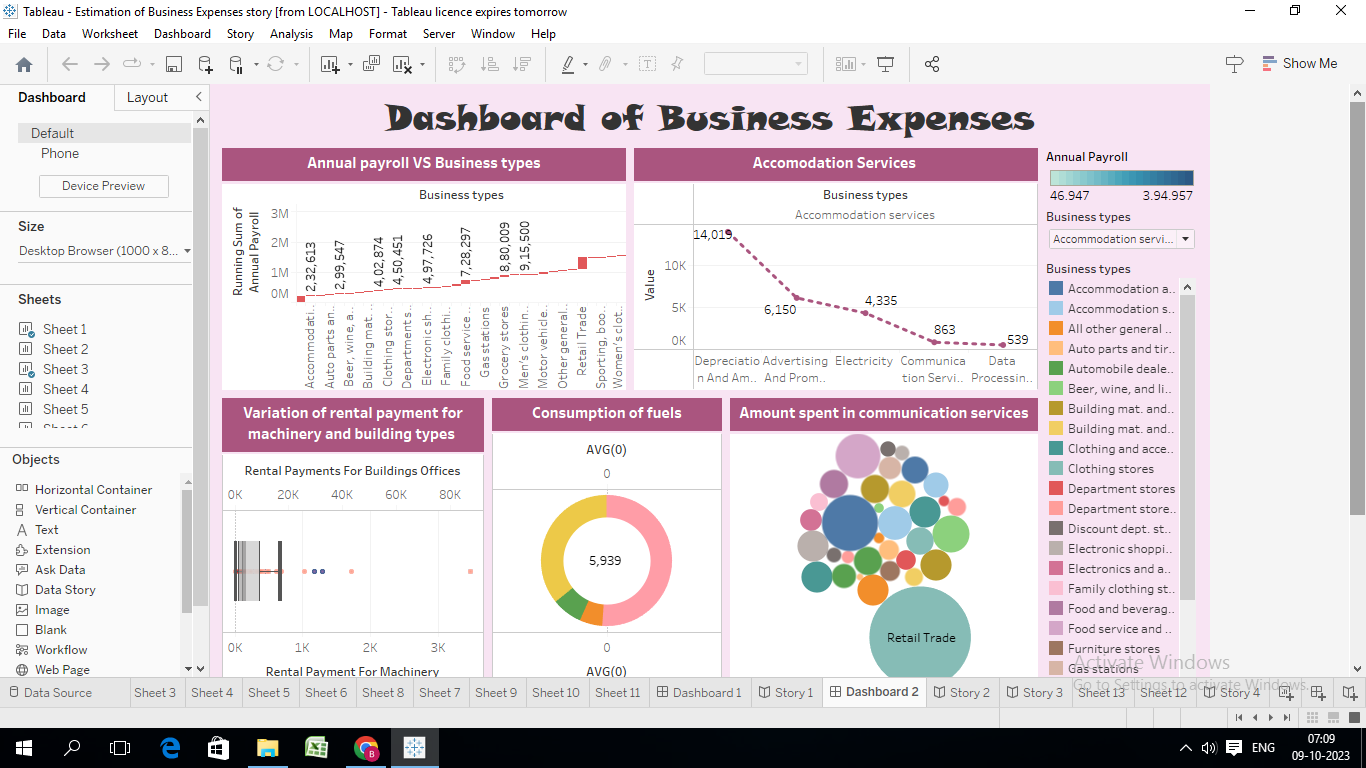 Tableau - Estimation of Business Expenses story [from LOCALHOST] - Tableau licence expires tomorrow
File Data Worksheet Dashboard Story Analysis Map Format Server Window Help
Show Me
Dashboard Layout
Default
Phone
Device Preview
Size
Desktop Browser (1000 x 8...
Sheets
Sheet 1
Sheet 2
Sheet 3
Sheet 4
Sheet 5
Objects
Horizontal Container
Vertical Container
Text
Extension
Ask Data
Data Story
Image
Blank
Workflow
Web Page
Dashboard of Business Expenses
Annual payroll VS Business types
Business types
Running Sum of
Annual Payroll
3M
2M
1M
0M
2,32,613
2,99,547
4,02,874
4,50,451
4,97,726
7,28,297
8,80,009
9,15,500
Accommodati..
Auto parts an..
Beer, wine, a..
Building mat...
Clothing stor..
Department s..
Electronic sh..
Family clothi..
Food service ..
Gas stations
Grocery stores
Men's clothin..
Motor vehicle..
Other general..
Retail Trade
Sporting, boo..
Women's clot..
Accomodation Services
Business types
Accommodation services
Value
10K
5K
0K
14,019
6,150
4,335
863
539
Depreciatio Advertising Electricity Communica Data
n And Am.. And Prom.. tion Servi.. Processin..
Annual Payroll
46.947 3.94.957
Business types
Accommodation servi...
Business types
Accommodation a..
Accommodation s..
All other general ..
Auto parts and tir..
Automobile deale..
Beer, wine, and li..
Building mat. and..
Building mat. and..
Clothing and acce..
Clothing stores
Department stores
Department store..
Discount dept. st..
Electronic shoppi..
Electronics and a..
Family clothing st..
Food and beverag..
Food service and ..
Furniture stores
Gas stations
Variation of rental payment for
machinery and building types
Rental Payments For Buildings Offices
0K 20K 40K 60K 80K
0K 1K 2K 3K
Rental Payment For Machinery
Consumption of fuels
AVG(0)
0
5,939
0
AVG(0)
Amount spent in communication services
Retail Trade
Activate Windows
Go to Settings to activate Windows.
Data Source Sheet 3 Sheet 4 Sheet 5 Sheet 6 Sheet 8 Sheet 7 Sheet 9 Sheet 10 Sheet 11 Dashboard 1 Story 1 Dashboard 2 Story 2 Story 3 Sheet 13 Sheet 12 Story 4
ENG
07:09
09-10-2023